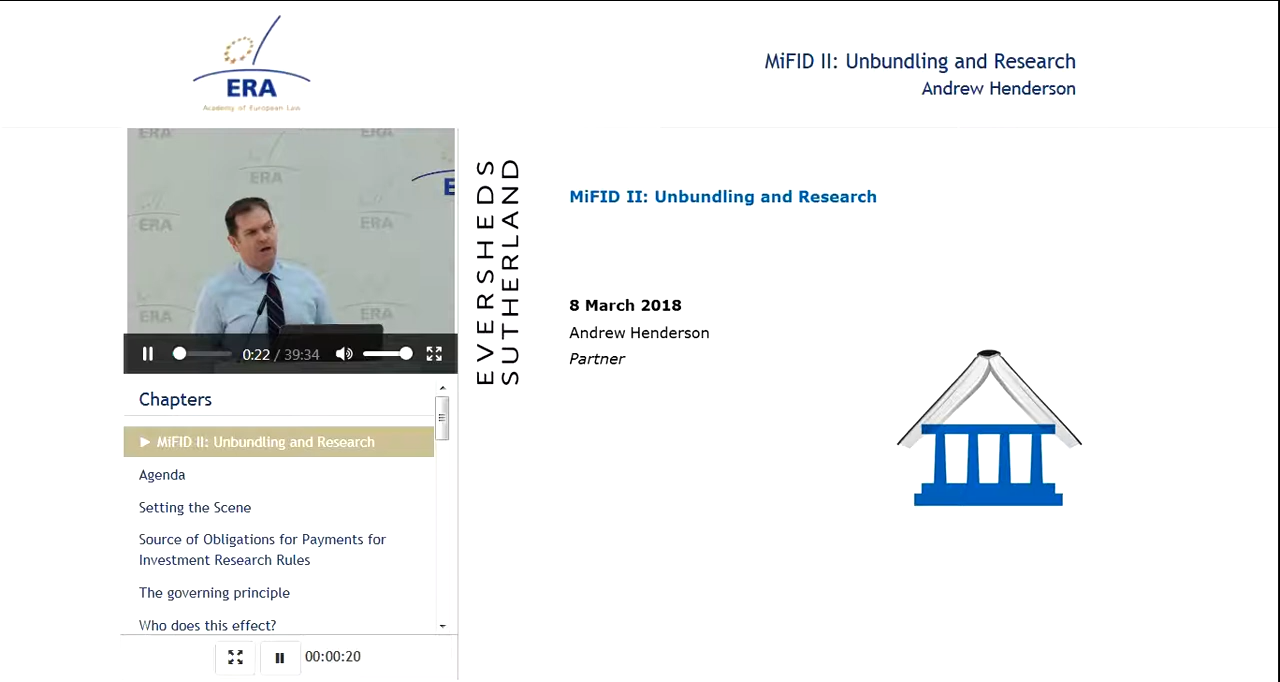 ERA
Academy of European Law
MiFID II: Unbundling and Research
Andrew Henderson
ERA
ERA
ERA
E
ERA
ERA
ERA
ERA
0:22 / 39:34
EVERSHEDS
SUTHERLAND
MiFID II: Unbundling and Research
8 March 2018
Andrew Henderson
Partner
Chapters
► MiFID II: Unbundling and Research
Agenda
Setting the Scene
Source of Obligations for Payments for
Investment Research Rules
The governing principle
Who does this effect?
00:00:20